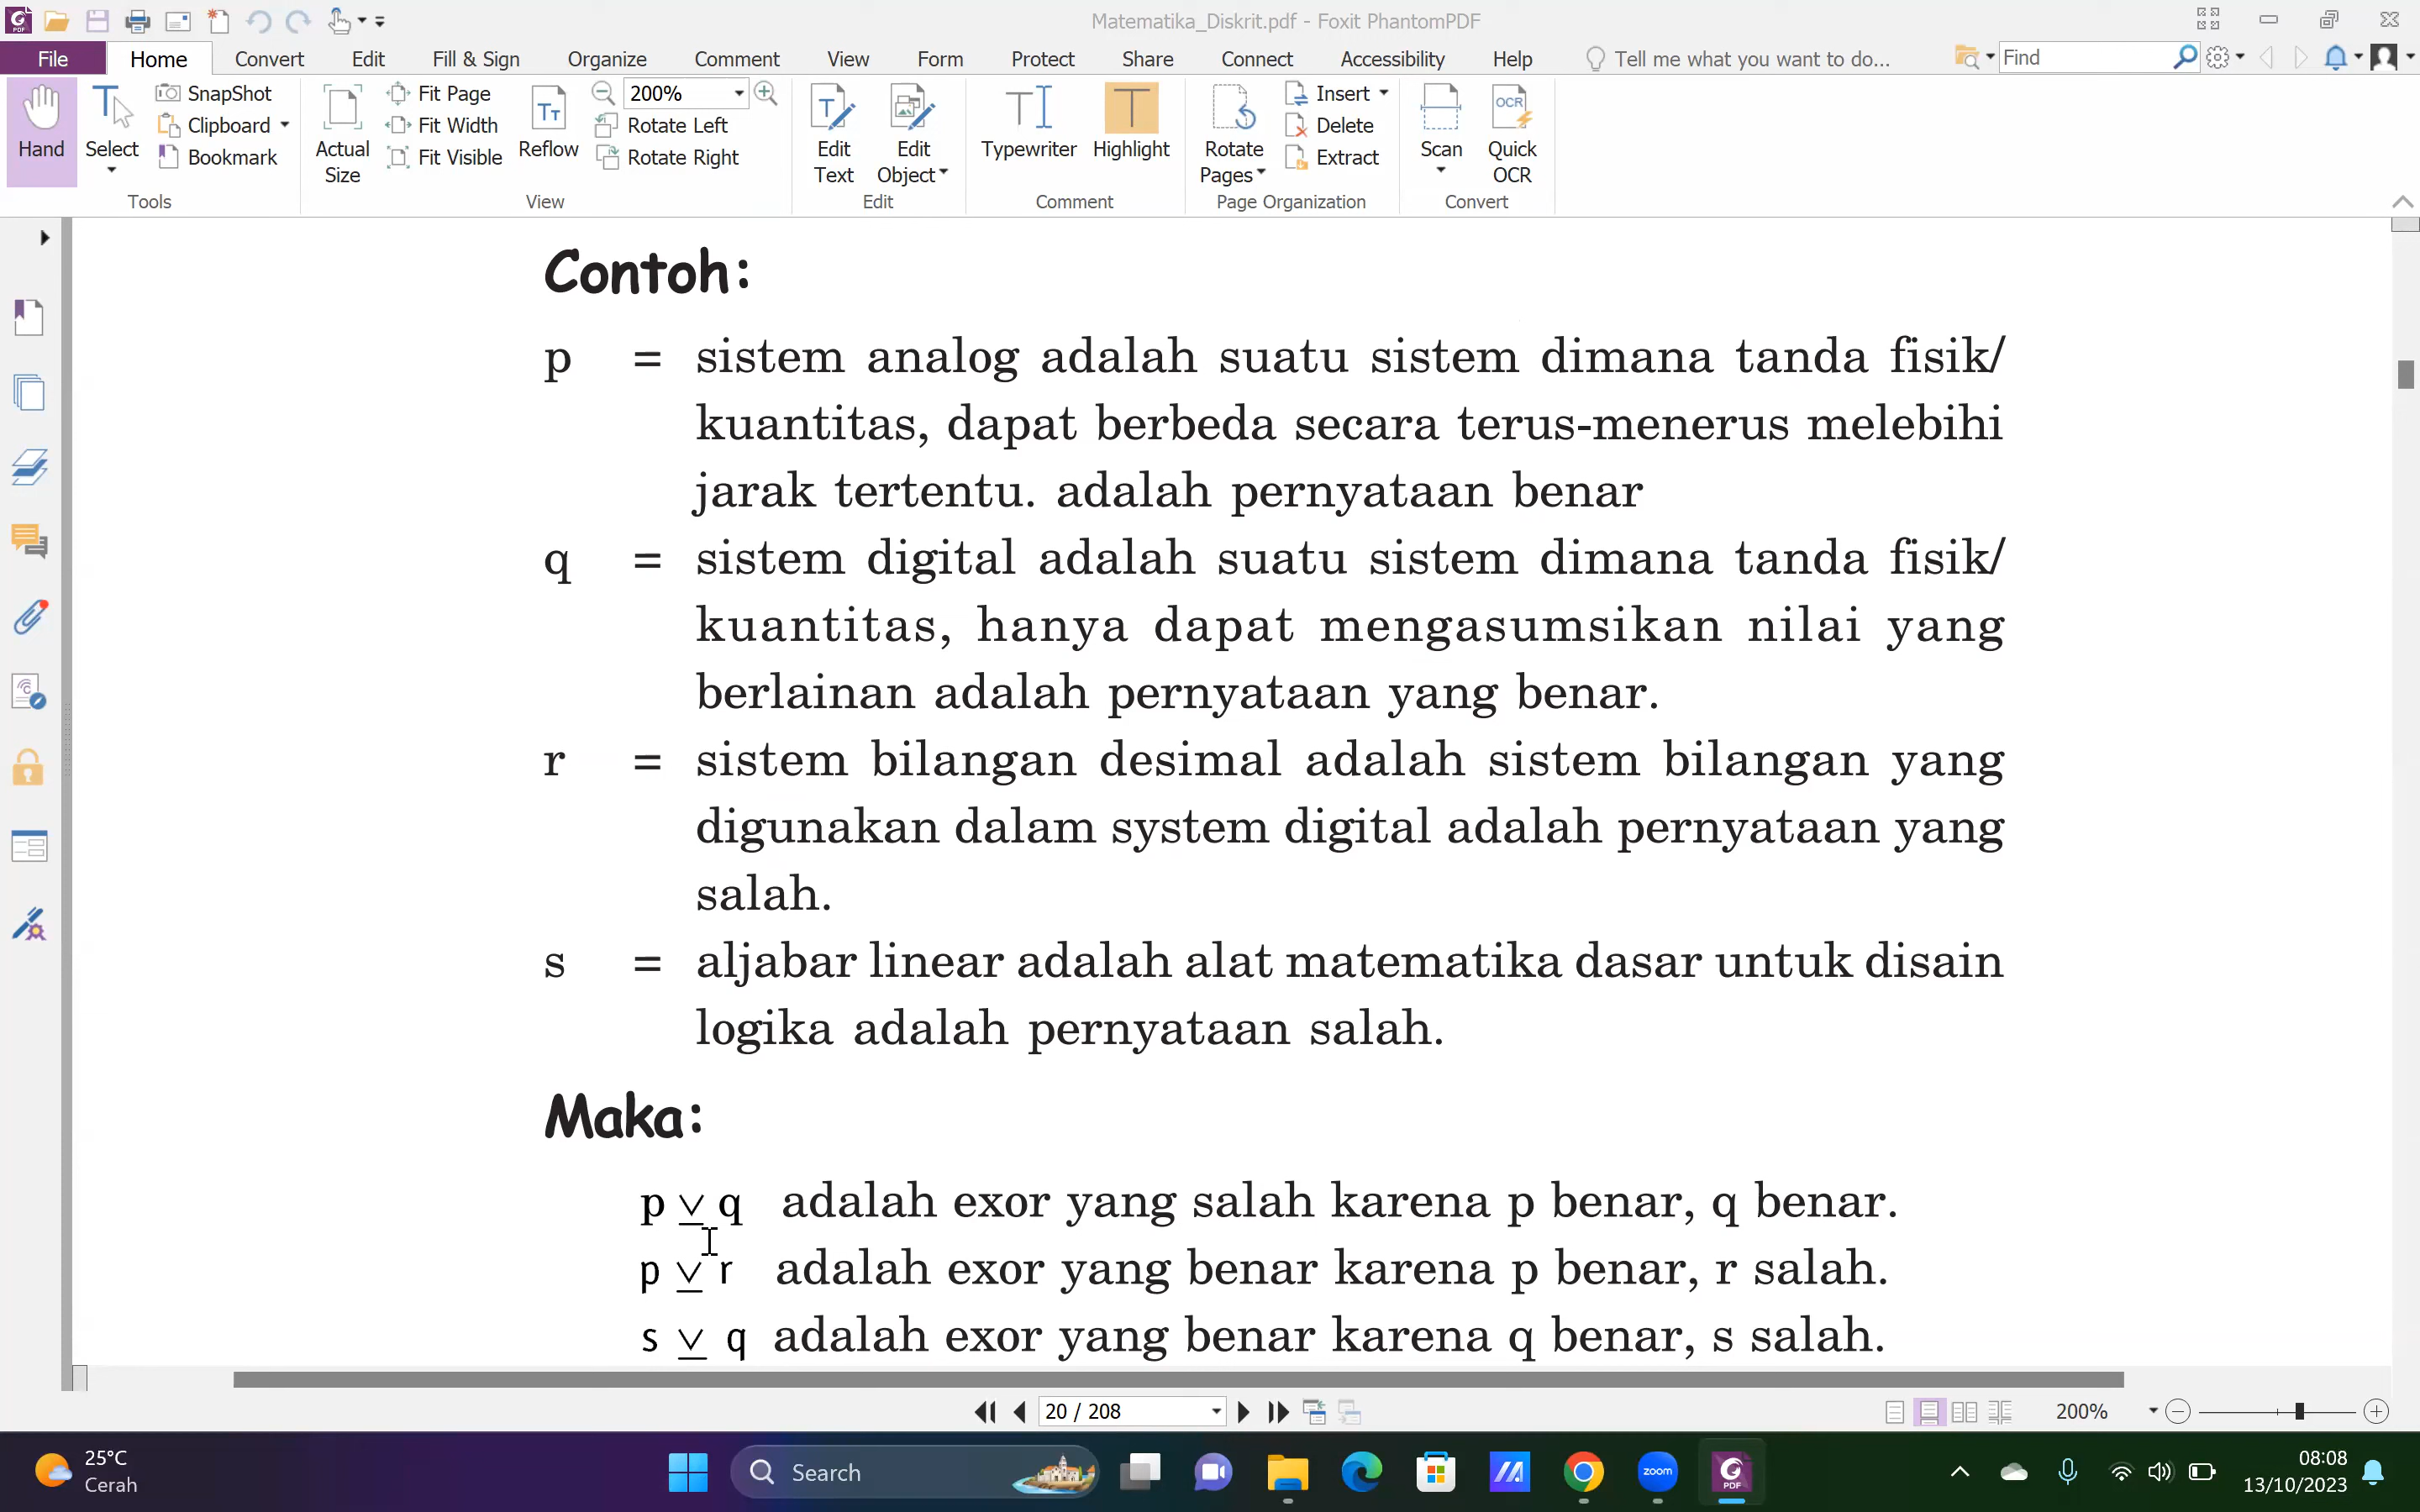 Matematika_Diskrit.pdf - Foxit PhantomPDF
File Home Convert Edit Fill & Sign Organize Comment View Form Protect Share Connect Accessibility Help Tell me what you want to do... Find
Hand
Select
SnapShot
Clipboard
Bookmark
Tools
Actual
Size
Fit Page
Fit Width
Fit Visible
Reflow
200%
Rotate Left
Rotate Right
View
Edit
Text
Edit
Object
Edit
Typewriter
Highlight
Comment
Rotate
Pages
Insert
Delete
Extract
Page Organization
Scan
OCR
Quick
OCR
Convert
Contoh:
p = sistem analog adalah suatu sistem dimana tanda fisik/
kuantitas, dapat berbeda secara terus-menerus melebihi
jarak tertentu. adalah pernyataan benar
q = sistem digital adalah suatu sistem dimana tanda fisik/
kuantitas, hanya dapat mengasumsikan nilai yang
berlainan adalah pernyataan yang benar.
r = sistem bilangan desimal adalah sistem bilangan yang
digunakan dalam system digital adalah pernyataan yang
salah.
s = aljabar linear adalah alat matematika dasar untuk disain
logika adalah pernyataan salah.
Maka:
p ⊻ q adalah exor yang salah karena p benar, q benar.
p ⊻ r adalah exor yang benar karena p benar, r salah.
s ⊻ q adalah exor yang benar karena q benar, s salah.
20 / 208
200%
25°C
Cerah
Search
zoom
PDF
08:08
13/10/2023